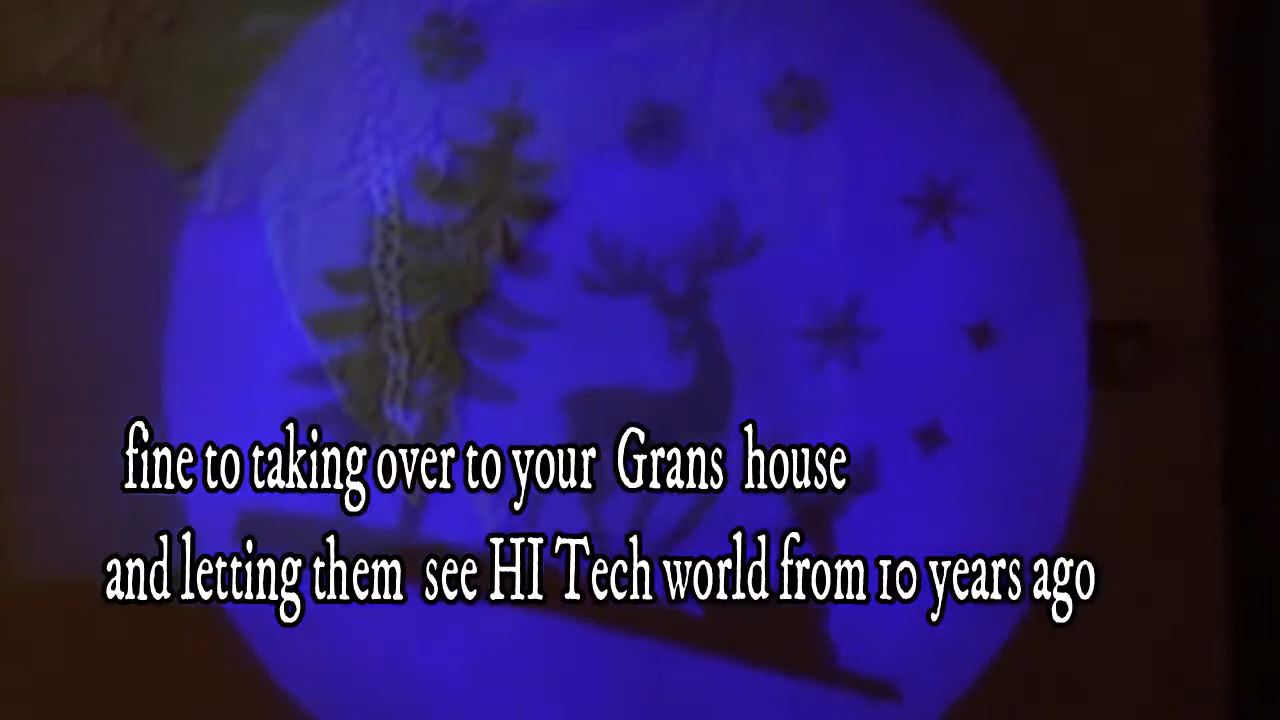 fine to taking over to your Grans house
and letting them see HI Tech world from 10 years ago